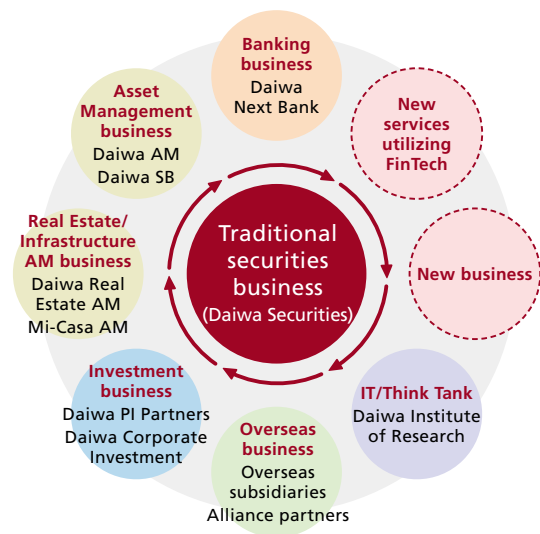 Banking
business
Daiwa
Next Bank
New
services
utilizing
FinTech
New business
IT/Think Tank
Daiwa Institute
of Research
Overseas
business
Overseas
subsidiaries
Alliance partners
Investment
business
Daiwa PI Partners
Daiwa Corporate
Investment
Real Estate/
Infrastructure
AM business
Daiwa Real
Estate AM
Mi-Casa AM
Asset
Management
business
Daiwa AM
Daiwa SB
Traditional
securities
business
(Daiwa Securities)